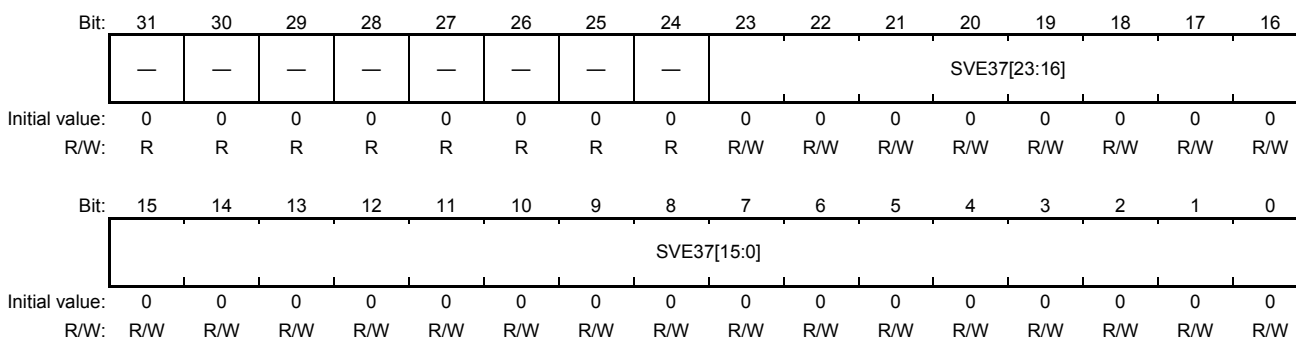 Bit: 31 30 29 28 27 26 25 24 23 22 21 20 19 18 17 16
— — — — — — — — SVE37[23:16]
Initial value: 0 0 0 0 0 0 0 0 0 0 0 0 0 0 0 0
R/W: R R R R R R R R R/W R/W R/W R/W R/W R/W R/W R/W
Bit: 15 14 13 12 11 10 9 8 7 6 5 4 3 2 1 0
SVE37[15:0]
Initial value: 0 0 0 0 0 0 0 0 0 0 0 0 0 0 0 0
R/W: R/W R/W R/W R/W R/W R/W R/W R/W R/W R/W R/W R/W R/W R/W R/W R/W